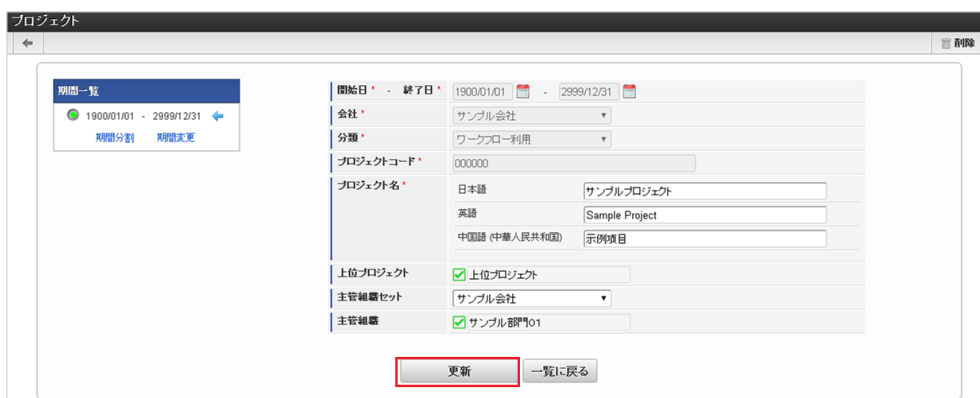 プロジェクト
削除
期間一覧
1900/01/01 - 2999/12/31
期間分割 期間変更
開始日* - 終了日* 1900/01/01 - 2999/12/31
会社* サンプル会社
分類* ワークフロー利用
プロジェクトコード* 000000
プロジェクト名*
日本語 サンプルプロジェクト
英語 Sample Project
中国語 (中華人民共和国) 示例项目
上位プロジェクト 上位プロジェクト
主管組織セット サンプル会社
主管組織 サンプル部門01
更新 一覧に戻る